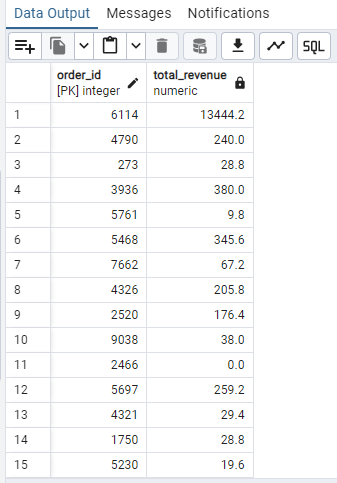 Data Output Messages Notifications
SQL
order_id total_revenue
[PK] integer numeric
1 6114 13444.2
2 4790 240.0
3 273 28.8
4 3936 380.0
5 5761 9.8
6 5468 345.6
7 7662 67.2
8 4326 205.8
9 2520 176.4
10 9038 38.0
11 2466 0.0
12 5697 259.2
13 4321 29.4
14 1750 28.8
15 5230 19.6